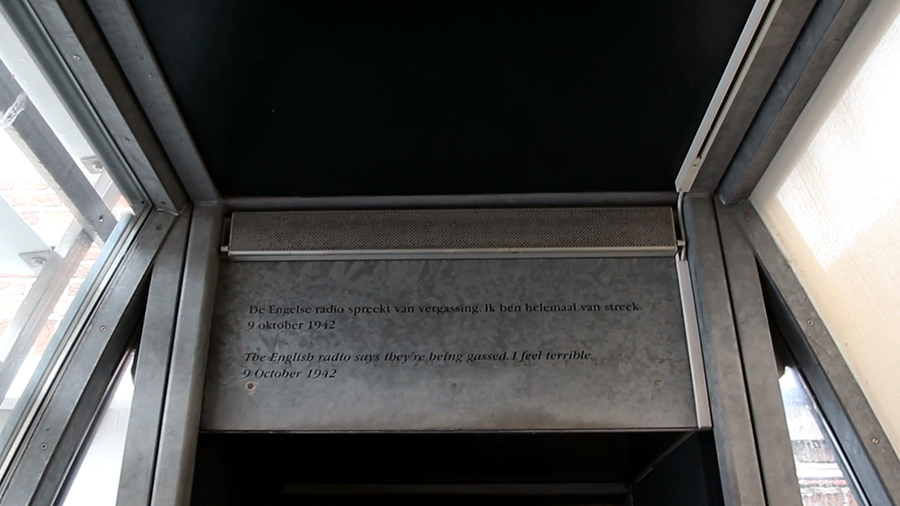 De Engelse radio spreekt van vergassing. Ik ben helemaal van streek.
9 oktober 1942
The English radio says they're being gassed. I feel terrible.
9 October 1942